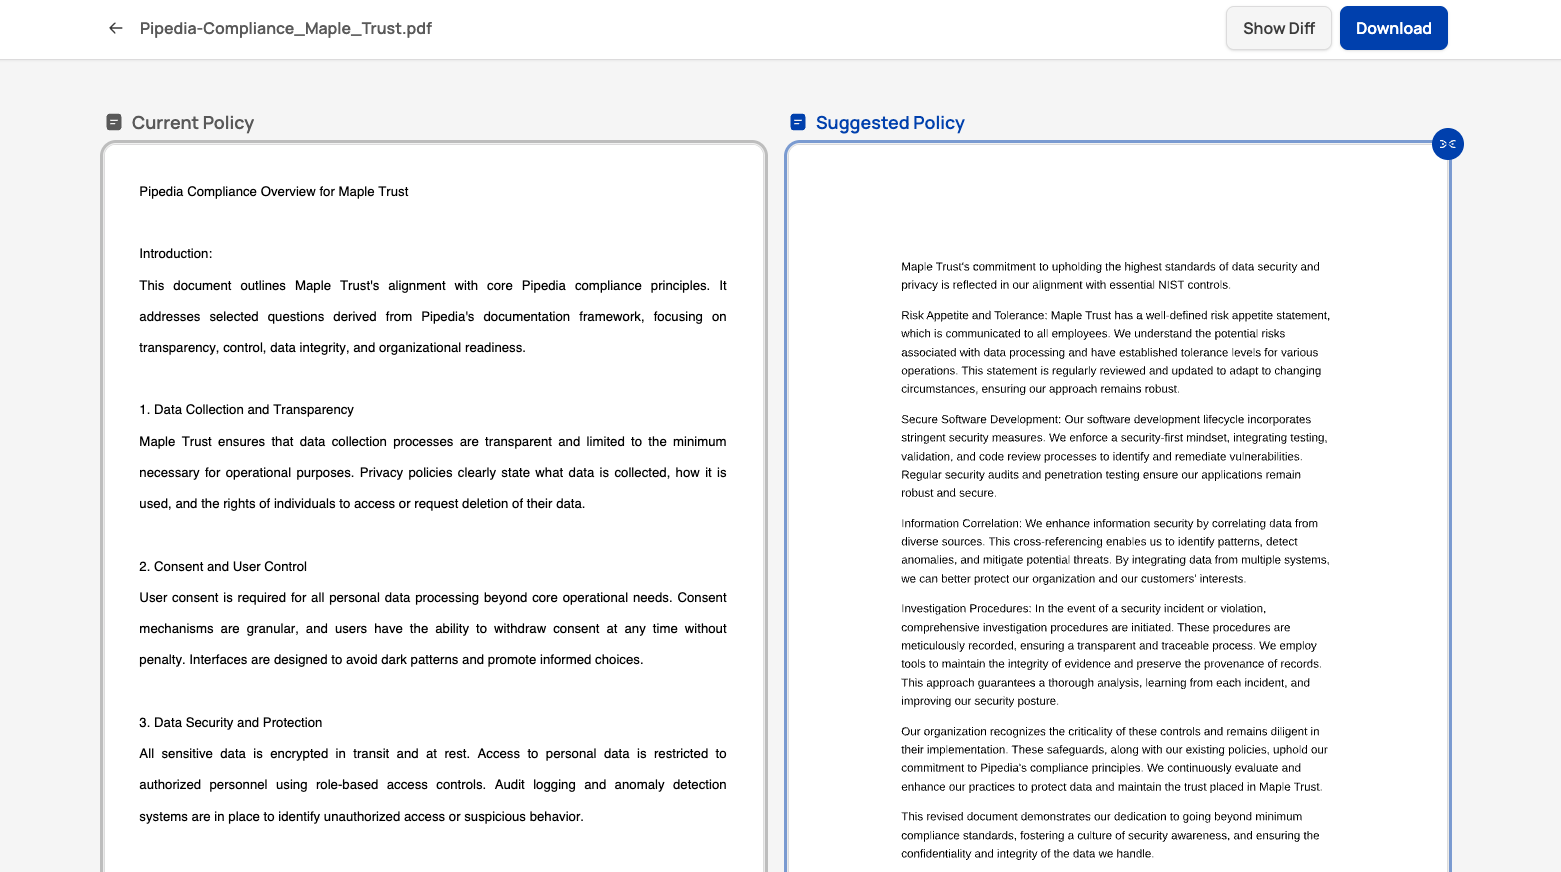 Pipedia-Compliance_Maple_Trust.pdf
Show Diff
Download
Current Policy
Pipedia Compliance Overview for Maple Trust
Introduction:
This document outlines Maple Trust's alignment with core Pipedia compliance principles. It
addresses selected questions derived from Pipedia's documentation framework, focusing on
transparency, control, data integrity, and organizational readiness.
1. Data Collection and Transparency
Maple Trust ensures that data collection processes are transparent and limited to the minimum
necessary for operational purposes. Privacy policies clearly state what data is collected, how it is
used, and the rights of individuals to access or request deletion of their data.
2. Consent and User Control
User consent is required for all personal data processing beyond core operational needs. Consent
mechanisms are granular, and users have the ability to withdraw consent at any time without
penalty. Interfaces are designed to avoid dark patterns and promote informed choices.
3. Data Security and Protection
All sensitive data is encrypted in transit and at rest. Access to personal data is restricted to
authorized personnel using role-based access controls. Audit logging and anomaly detection
systems are in place to identify unauthorized access or suspicious behavior.
Suggested Policy
Maple Trust's commitment to upholding the highest standards of data security and
privacy is reflected in our alignment with essential NIST controls.
Risk Appetite and Tolerance: Maple Trust has a well-defined risk appetite statement,
which is communicated to all employees. We understand the potential risks
associated with data processing and have established tolerance levels for various
operations. This statement is regularly reviewed and updated to adapt to changing
circumstances, ensuring our approach remains robust.
Secure Software Development: Our software development lifecycle incorporates
stringent security measures. We enforce a security-first mindset, integrating testing,
validation, and code review processes to identify and remediate vulnerabilities.
Regular security audits and penetration testing ensure our applications remain
robust and secure.
Information Correlation: We enhance information security by correlating data from
diverse sources. This cross-referencing enables us to identify patterns, detect
anomalies, and mitigate potential threats. By integrating data from multiple systems,
we can better protect our organization and our customers' interests.
Investigation Procedures: In the event of a security incident or violation,
comprehensive investigation procedures are initiated. These procedures are
meticulously recorded, ensuring a transparent and traceable process. We employ
tools to maintain the integrity of evidence and preserve the provenance of records.
This approach guarantees a thorough analysis, learning from each incident, and
improving our security posture.
Our organization recognizes the criticality of these controls and remains diligent in
their implementation. These safeguards, along with our existing policies, uphold our
commitment to Pipedia's compliance principles. We continuously evaluate and
enhance our practices to protect data and maintain the trust placed in Maple Trust.
This revised document demonstrates our dedication to going beyond minimum
compliance standards, fostering a culture of security awareness, and ensuring the
confidentiality and integrity of the data we handle.